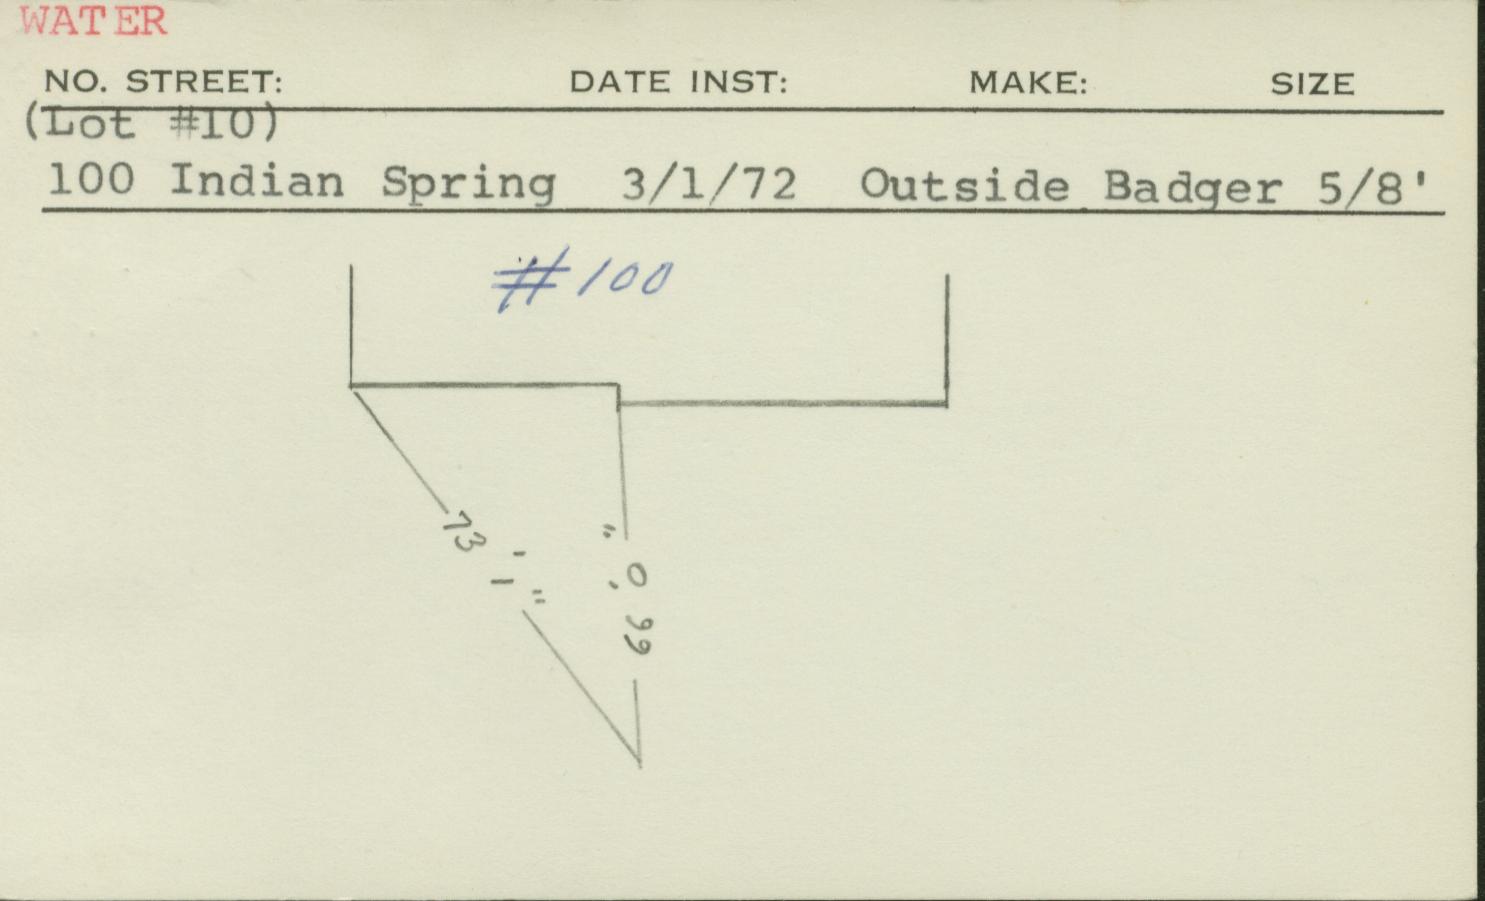 WATER
NO. STREET: DATE INST: MAKE: SIZE
(Lot #10)
100 Indian Spring 3/1/72 Outside Badger 5/8'
#100
73' 1"
66' 0"